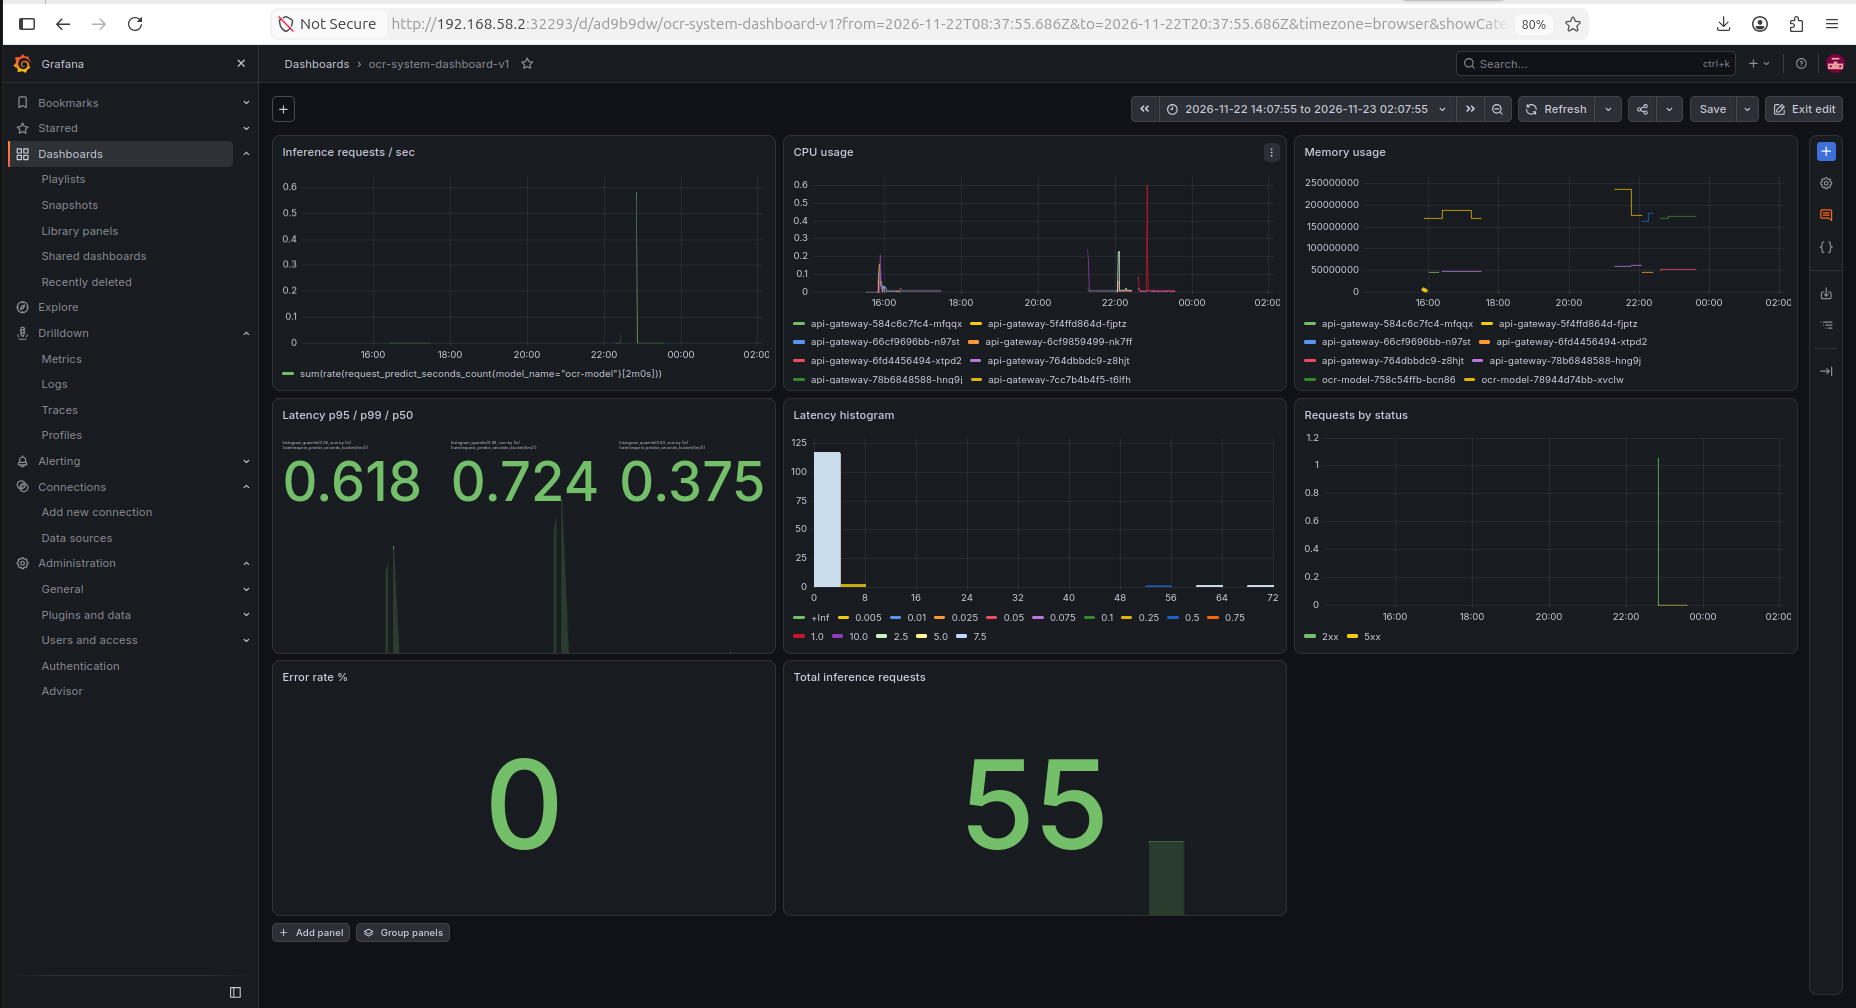 Not Secure http://192.168.58.2:32293/d/ad9b9dw/ocr-system-dashboard-v1?from=2026-11-22T08:37:55.686Z&to=2026-11-22T20:37:55.686Z&timezone=browser&showCate 80%
Grafana
Dashboards › ocr-system-dashboard-v1
Search... ctrl+k
Bookmarks
Starred
Dashboards
Playlists
Snapshots
Library panels
Shared dashboards
Recently deleted
Explore
Drilldown
Metrics
Logs
Traces
Profiles
Alerting
Connections
Add new connection
Data sources
Administration
General
Plugins and data
Users and access
Authentication
Advisor
2026-11-22 14:07:55 to 2026-11-23 02:07:55 Refresh Save Exit edit
Inference requests / sec
0.6
0.5
0.4
0.3
0.2
0.1
0
16:00 18:00 20:00 22:00 00:00 02:00
sum(rate(request_predict_seconds_count{model_name="ocr-model"}[2m0s]))
CPU usage
0.6
0.5
0.4
0.3
0.2
0.1
0
16:00 18:00 20:00 22:00 00:00 02:00
api-gateway-584c6c7fc4-mfqqx api-gateway-5f4ffd864d-fjptz
api-gateway-66cf9696bb-n97st api-gateway-6cf9859499-nk7ff
api-gateway-6fd4456494-xtpd2 api-gateway-764dbbdc9-z8hjt
api-gateway-78b6848588-hng9j api-gateway-7cc7b4b4f5-t6lfh
Memory usage
250000000
200000000
150000000
100000000
50000000
0
16:00 18:00 20:00 22:00 00:00 02:00
api-gateway-584c6c7fc4-mfqqx api-gateway-5f4ffd864d-fjptz
api-gateway-66cf9696bb-n97st api-gateway-6fd4456494-xtpd2
api-gateway-764dbbdc9-z8hjt api-gateway-78b6848588-hng9j
ocr-model-758c54ffb-bcn86 ocr-model-78944d74bb-xvclw
Latency p95 / p99 / p50
0.618 0.724 0.375
Latency histogram
125
100
75
50
25
0
0 8 16 24 32 40 48 56 64 72
+Inf 0.005 0.01 0.025 0.05 0.075 0.1 0.25 0.5 0.75
1.0 10.0 2.5 5.0 7.5
Requests by status
1.2
1
0.8
0.6
0.4
0.2
0
16:00 18:00 20:00 22:00 00:00 02:00
2xx 5xx
Error rate %
0
Total inference requests
55
Add panel Group panels